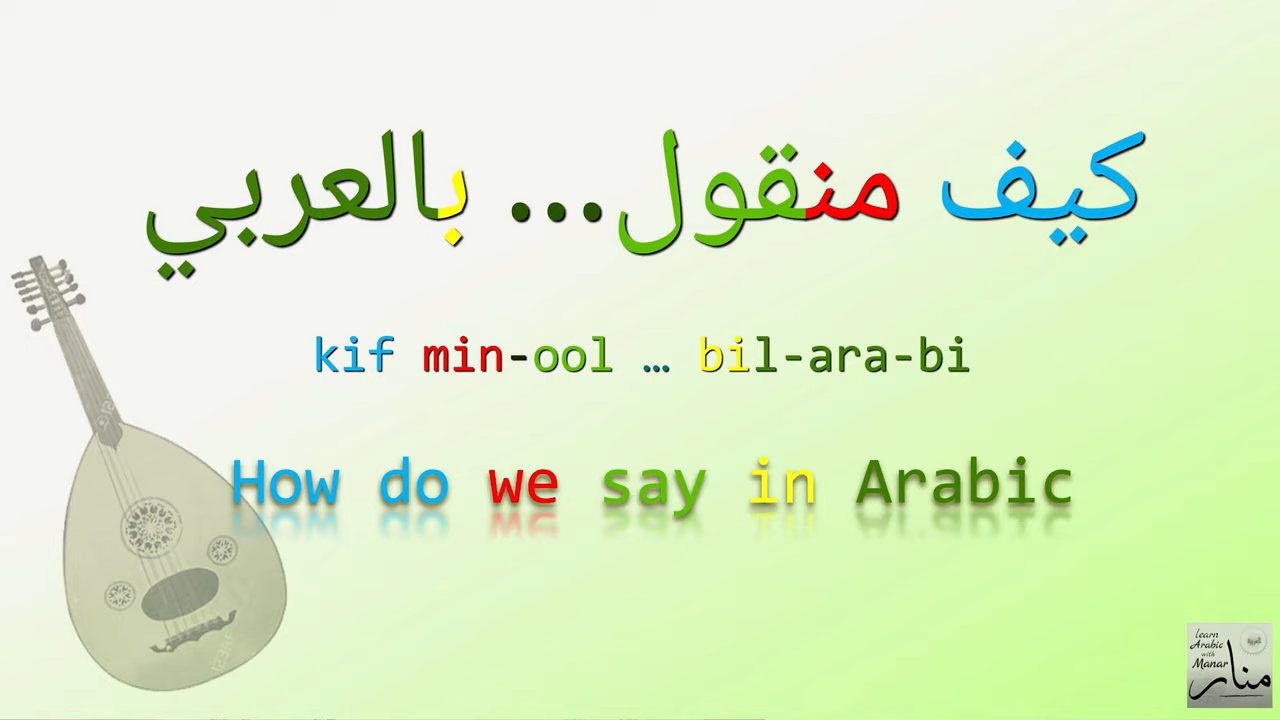 كيف منقول... بالعربي
kif min-ool … bil-ara-bi
How do we say in Arabic
learn
Arabic
with
Manar
منار